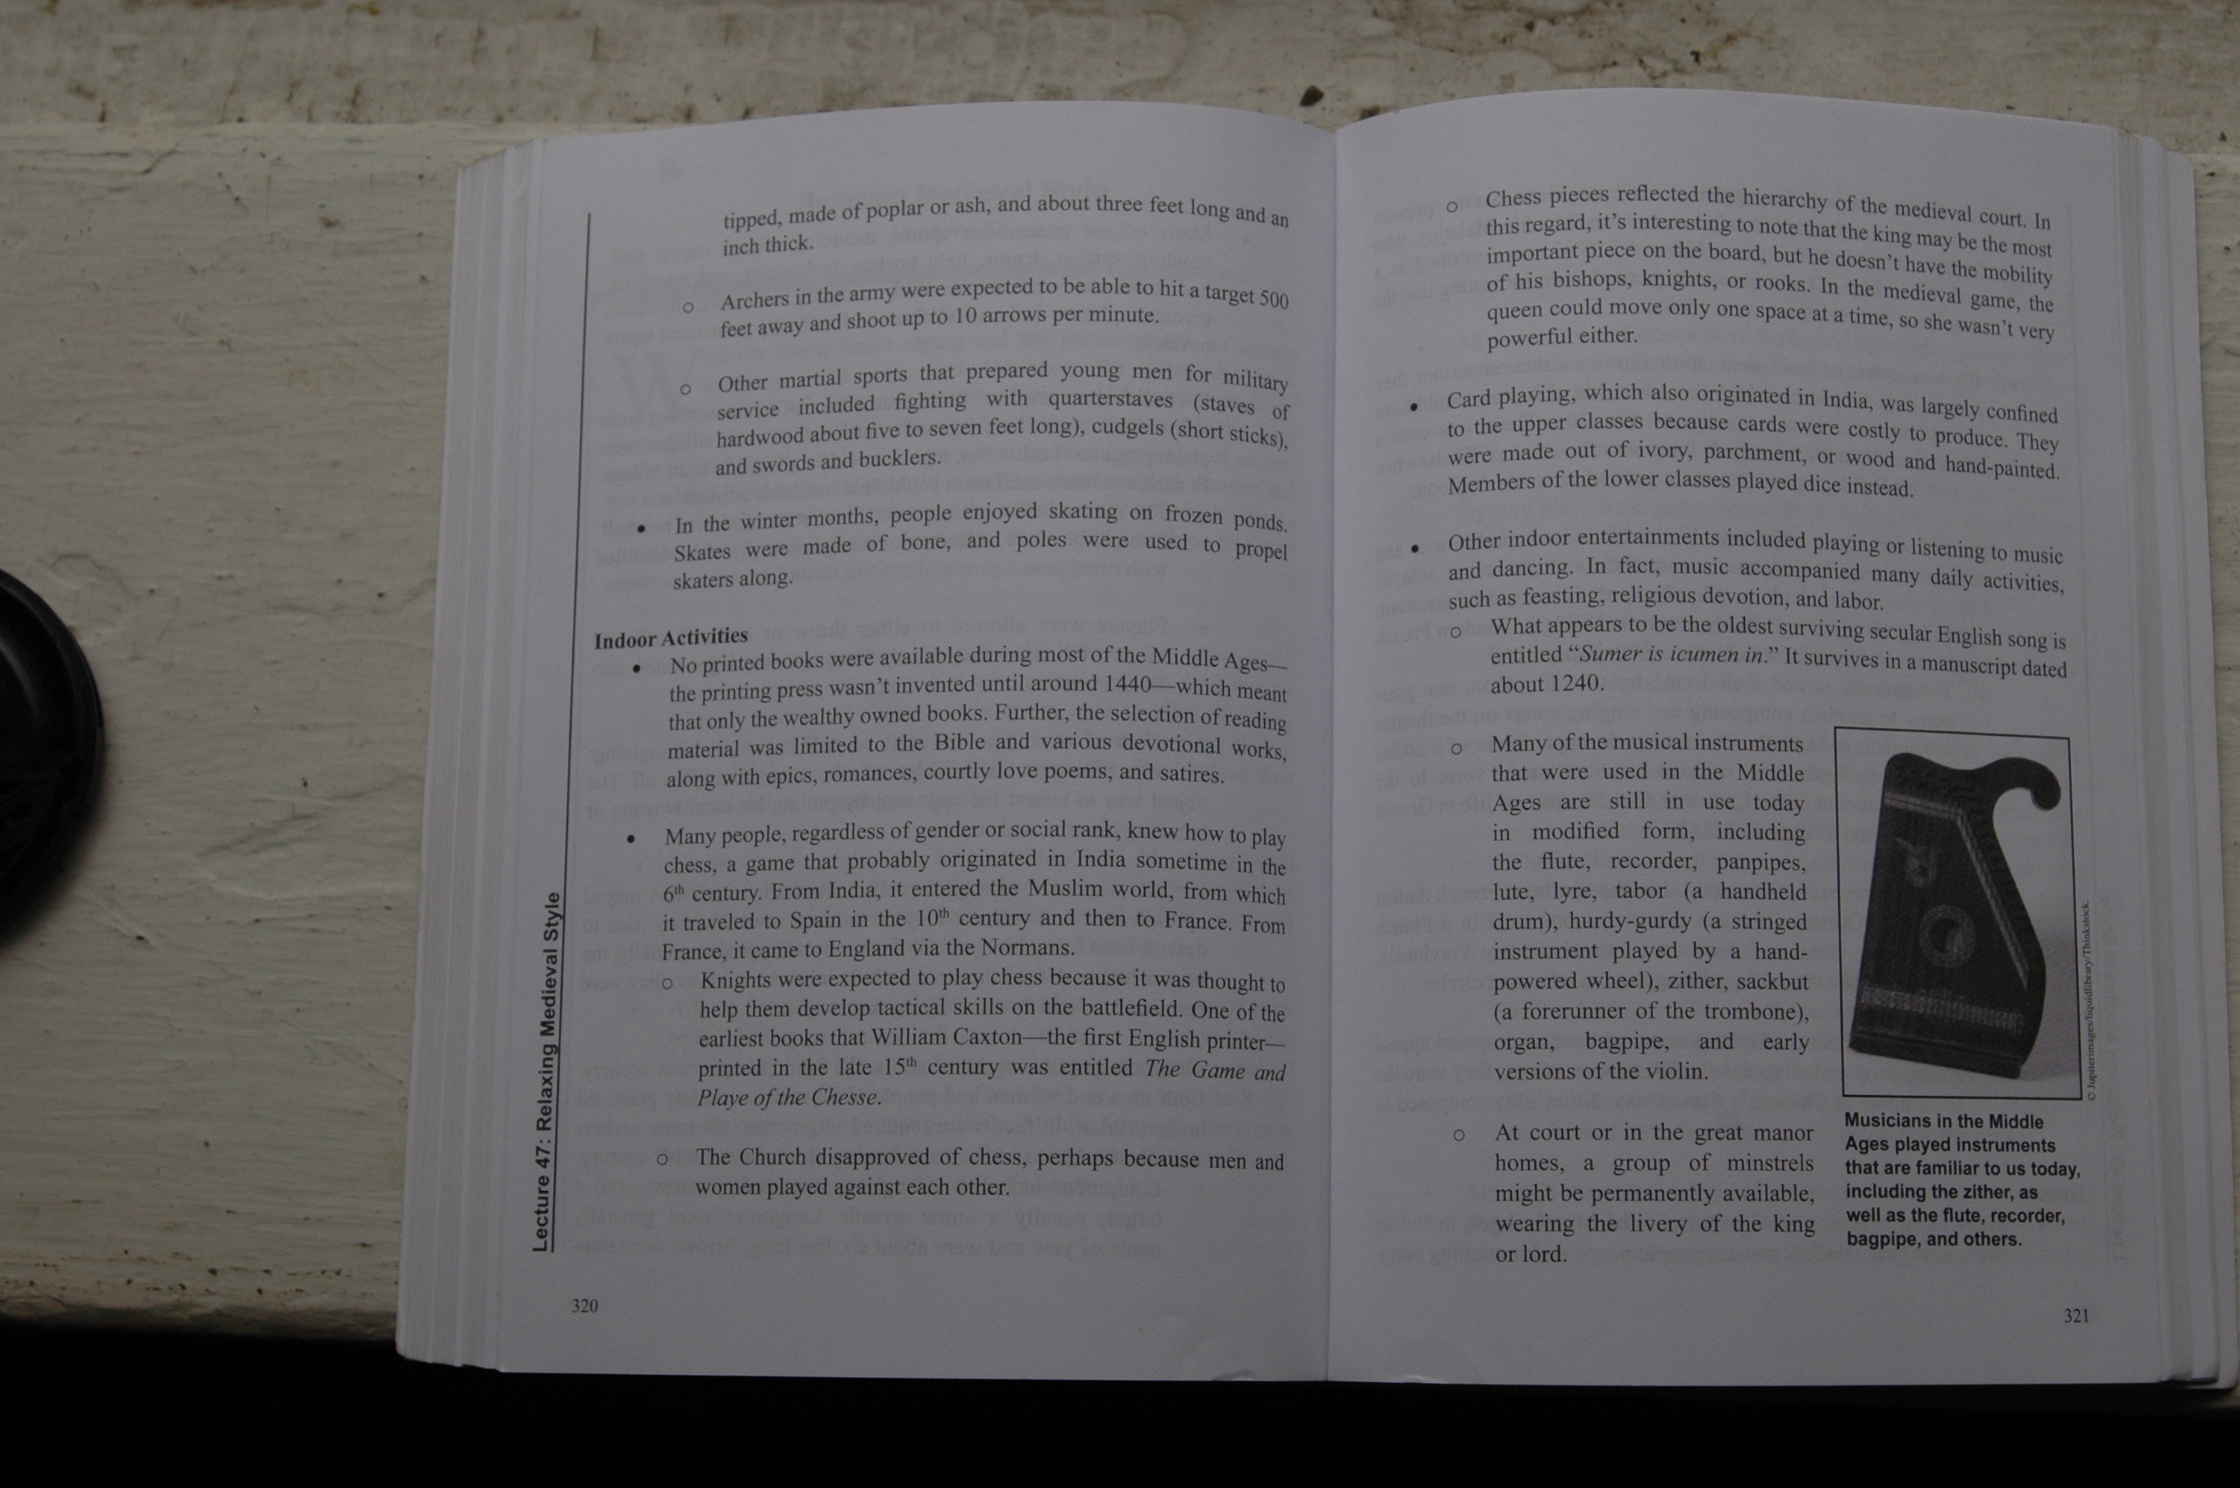 tipped, made of poplar or ash, and about three feet long and an
inch thick.
○ Archers in the army were expected to be able to hit a target 500
feet away and shoot up to 10 arrows per minute.
○ Other martial sports that prepared young men for military
service included fighting with quarterstaves (staves of
hardwood about five to seven feet long), cudgels (short sticks),
and swords and bucklers.
• In the winter months, people enjoyed skating on frozen ponds.
Skates were made of bone, and poles were used to propel
skaters along.
Indoor Activities
• No printed books were available during most of the Middle Ages—
the printing press wasn't invented until around 1440—which meant
that only the wealthy owned books. Further, the selection of reading
material was limited to the Bible and various devotional works,
along with epics, romances, courtly love poems, and satires.
• Many people, regardless of gender or social rank, knew how to play
chess, a game that probably originated in India sometime in the
6th century. From India, it entered the Muslim world, from which
it traveled to Spain in the 10th century and then to France. From
France, it came to England via the Normans.
○ Knights were expected to play chess because it was thought to
help them develop tactical skills on the battlefield. One of the
earliest books that William Caxton—the first English printer—
printed in the late 15th century was entitled The Game and
Playe of the Chesse.
○ The Church disapproved of chess, perhaps because men and
women played against each other.
Lecture 47: Relaxing Medieval Style
320
○ Chess pieces reflected the hierarchy of the medieval court. In
this regard, it's interesting to note that the king may be the most
important piece on the board, but he doesn't have the mobility
of his bishops, knights, or rooks. In the medieval game, the
queen could move only one space at a time, so she wasn't very
powerful either.
• Card playing, which also originated in India, was largely confined
to the upper classes because cards were costly to produce. They
were made out of ivory, parchment, or wood and hand-painted.
Members of the lower classes played dice instead.
• Other indoor entertainments included playing or listening to music
and dancing. In fact, music accompanied many daily activities,
such as feasting, religious devotion, and labor.
○ What appears to be the oldest surviving secular English song is
entitled "Sumer is icumen in." It survives in a manuscript dated
about 1240.
○ Many of the musical instruments
that were used in the Middle
Ages are still in use today
in modified form, including
the flute, recorder, panpipes,
lute, lyre, tabor (a handheld
drum), hurdy-gurdy (a stringed
instrument played by a hand-
powered wheel), zither, sackbut
(a forerunner of the trombone),
organ, bagpipe, and early
versions of the violin.
○ At court or in the great manor
homes, a group of minstrels
might be permanently available,
wearing the livery of the king
or lord.
© Jupiterimages/liquidlibrary/Thinkstock.
Musicians in the Middle
Ages played instruments
that are familiar to us today,
including the zither, as
well as the flute, recorder,
bagpipe, and others.
321